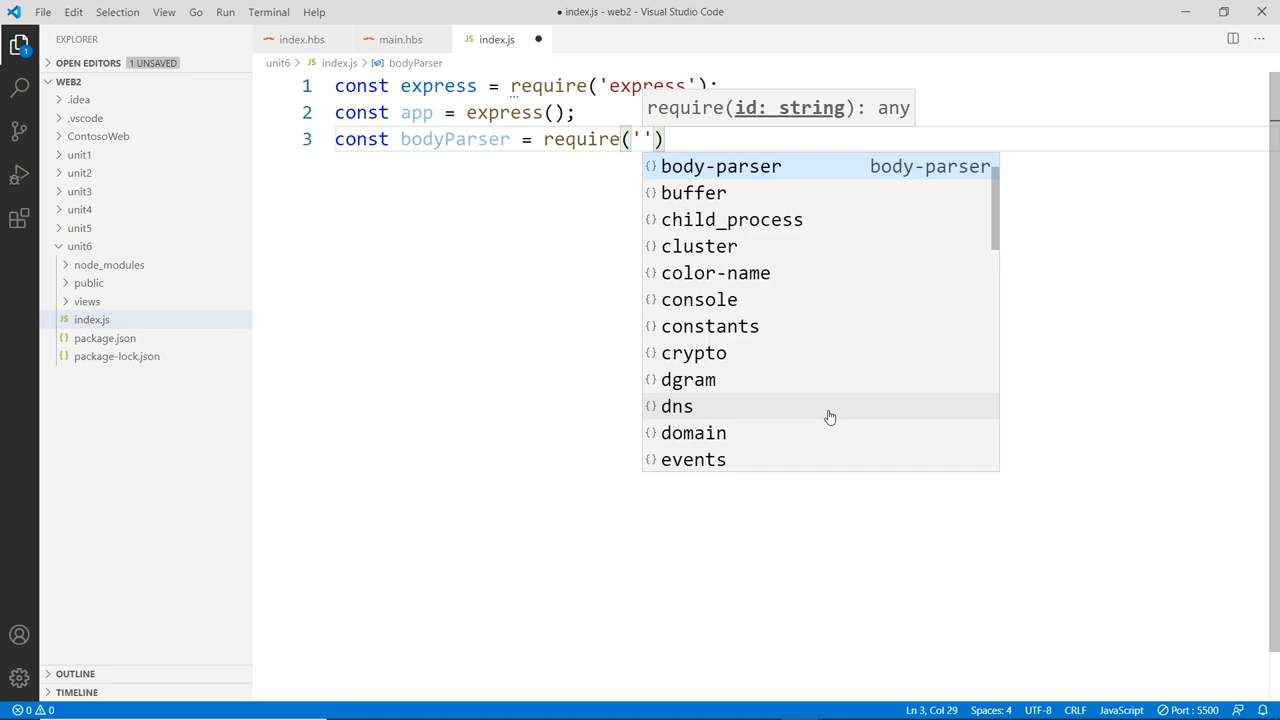 File Edit Selection View Go Run Terminal Help
● index.js - web2 - Visual Studio Code
EXPLORER
index.hbs
main.hbs
JS index.js
OPEN EDITORS 1 UNSAVED
unit6 > JS index.js > bodyParser
WEB2
.idea
.vscode
ContosoWeb
unit1
unit2
unit3
unit4
unit5
unit6
node_modules
public
views
JS index.js
{} package.json
{} package-lock.json
OUTLINE
TIMELINE
1 const express = require('express');
2 const app = express();
3 const bodyParser = require('')
require(id: string): any
{} body-parser body-parser
{} buffer
{} child_process
{} cluster
{} color-name
{} console
{} constants
{} crypto
{} dgram
{} dns
{} domain
{} events
1
0 0 Ln 3, Col 29 Spaces: 4 UTF-8 CRLF JavaScript Port : 5500